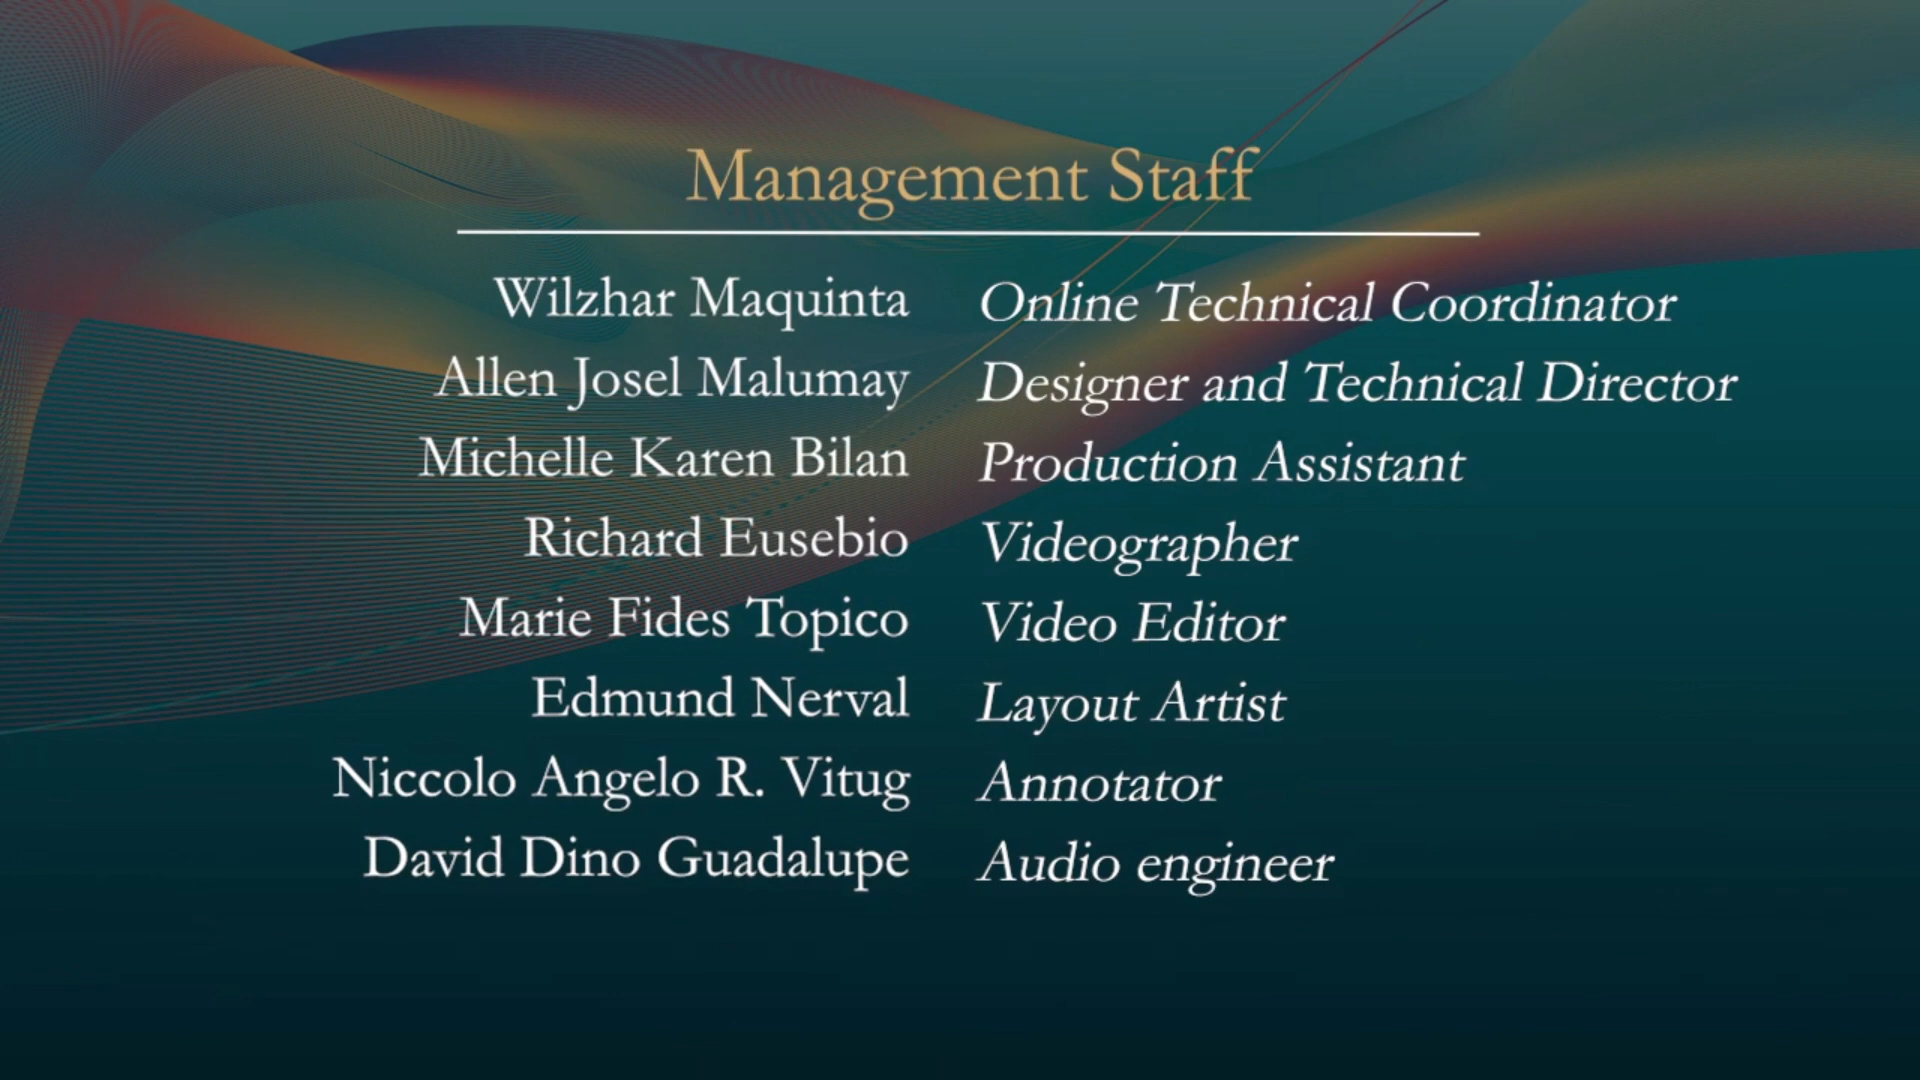 Management Staff
Wilzhar Maquinta Online Technical Coordinator
Allen Josel Malumay Designer and Technical Director
Michelle Karen Bilan Production Assistant
Richard Eusebio Videographer
Marie Fides Topico Video Editor
Edmund Nerval Layout Artist
Niccolo Angelo R. Vitug Annotator
David Dino Guadalupe Audio engineer